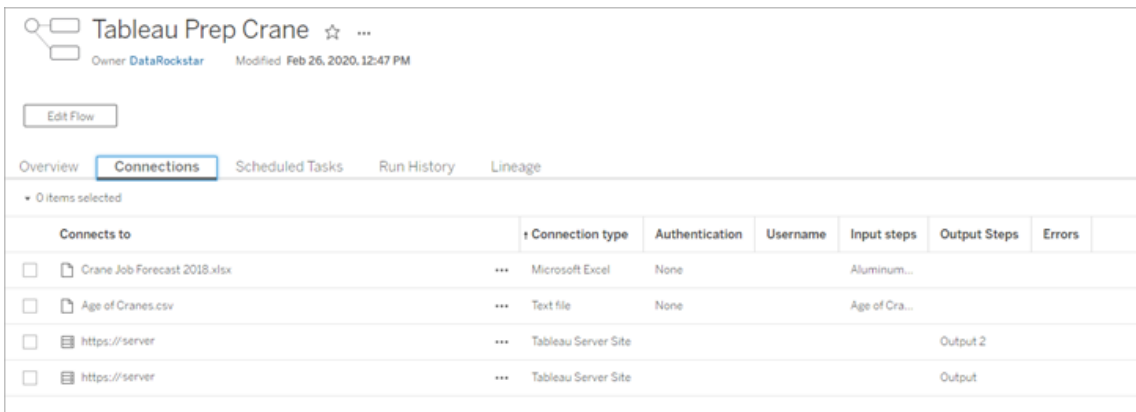 Tableau Prep Crane
Owner DataRockstar Modified Feb 26, 2020, 12:47 PM
Edit Flow
Overview Connections Scheduled Tasks Run History Lineage
0 items selected
Connects to ↑ Connection type Authentication Username Input steps Output Steps Errors
Crane Job Forecast 2018.xlsx ••• Microsoft Excel None Aluminum...
Age of Cranes.csv ••• Text file None Age of Cra...
https://server ••• Tableau Server Site Output 2
https://server ••• Tableau Server Site Output